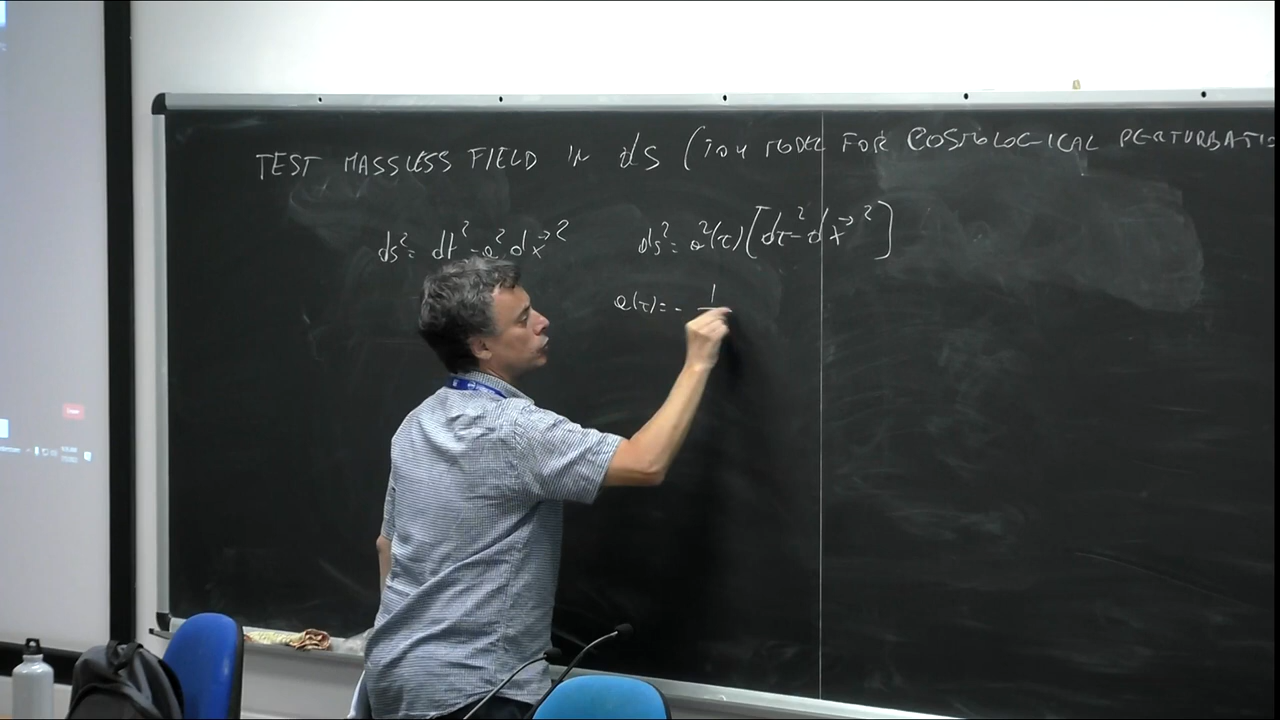 TEST MASSLESS FIELD IN dS (TOY MODEL FOR COSMOLOGICAL PERTURBATIO
ds² = dt² - a² dx⃗² ds² = a²(τ)[dτ² - dx⃗²]
a(τ) = - 1